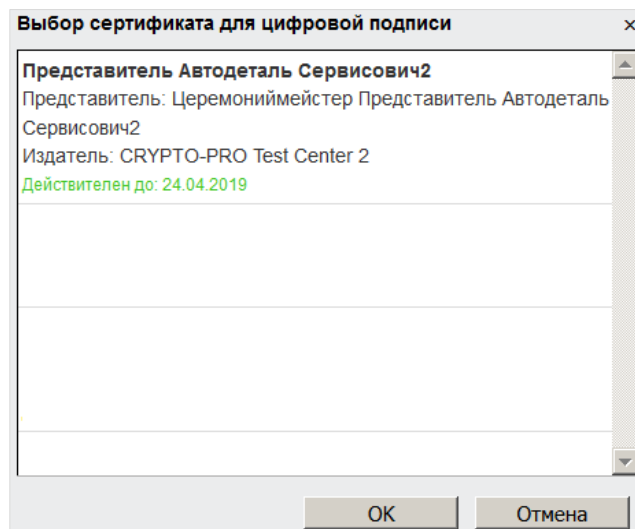 Выбор сертификата для цифровой подписи
Представитель Автодеталь Сервисович2
Представитель: Церемониймейстер Представитель Автодеталь
Сервисович2
Издатель: CRYPTO-PRO Test Center 2
Действителен до: 24.04.2019
OK
Отмена